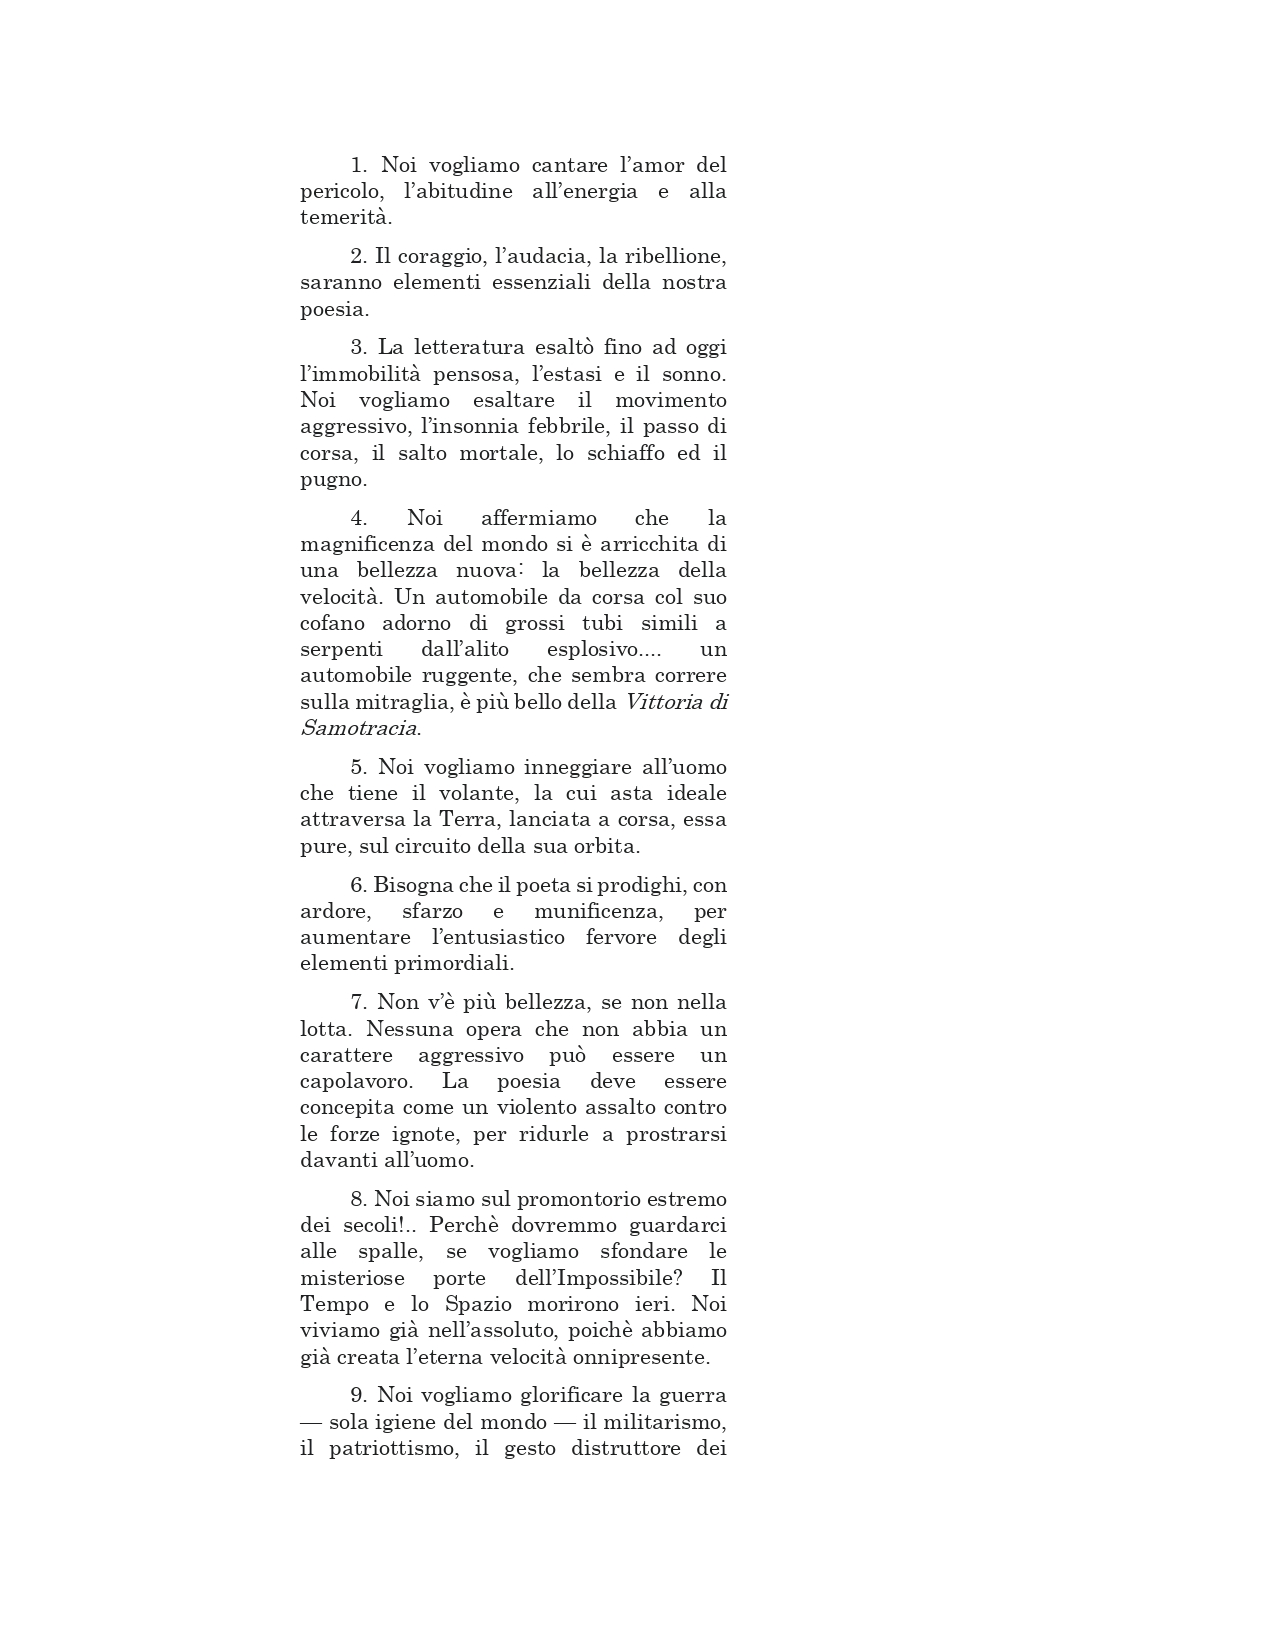 1. Noi vogliamo cantare l’amor del
pericolo, l’abitudine all’energia e alla
temerità.
2. Il coraggio, l’audacia, la ribellione,
saranno elementi essenziali della nostra
poesia.
3. La letteratura esaltò fino ad oggi
l’immobilità pensosa, l’estasi e il sonno.
Noi vogliamo esaltare il movimento
aggressivo, l’insonnia febbrile, il passo di
corsa, il salto mortale, lo schiaffo ed il
pugno.
4. Noi affermiamo che la
magnificenza del mondo si è arricchita di
una bellezza nuova: la bellezza della
velocità. Un automobile da corsa col suo
cofano adorno di grossi tubi simili a
serpenti dall’alito esplosivo.... un
automobile ruggente, che sembra correre
sulla mitraglia, è più bello della Vittoria di
Samotracia.
5. Noi vogliamo inneggiare all’uomo
che tiene il volante, la cui asta ideale
attraversa la Terra, lanciata a corsa, essa
pure, sul circuito della sua orbita.
6. Bisogna che il poeta si prodighi, con
ardore, sfarzo e munificenza, per
aumentare l’entusiastico fervore degli
elementi primordiali.
7. Non v’è più bellezza, se non nella
lotta. Nessuna opera che non abbia un
carattere aggressivo può essere un
capolavoro. La poesia deve essere
concepita come un violento assalto contro
le forze ignote, per ridurle a prostrarsi
davanti all’uomo.
8. Noi siamo sul promontorio estremo
dei secoli!.. Perchè dovremmo guardarci
alle spalle, se vogliamo sfondare le
misteriose porte dell’Impossibile? Il
Tempo e lo Spazio morirono ieri. Noi
viviamo già nell’assoluto, poichè abbiamo
già creata l’eterna velocità onnipresente.
9. Noi vogliamo glorificare la guerra
— sola igiene del mondo — il militarismo,
il patriottismo, il gesto distruttore dei